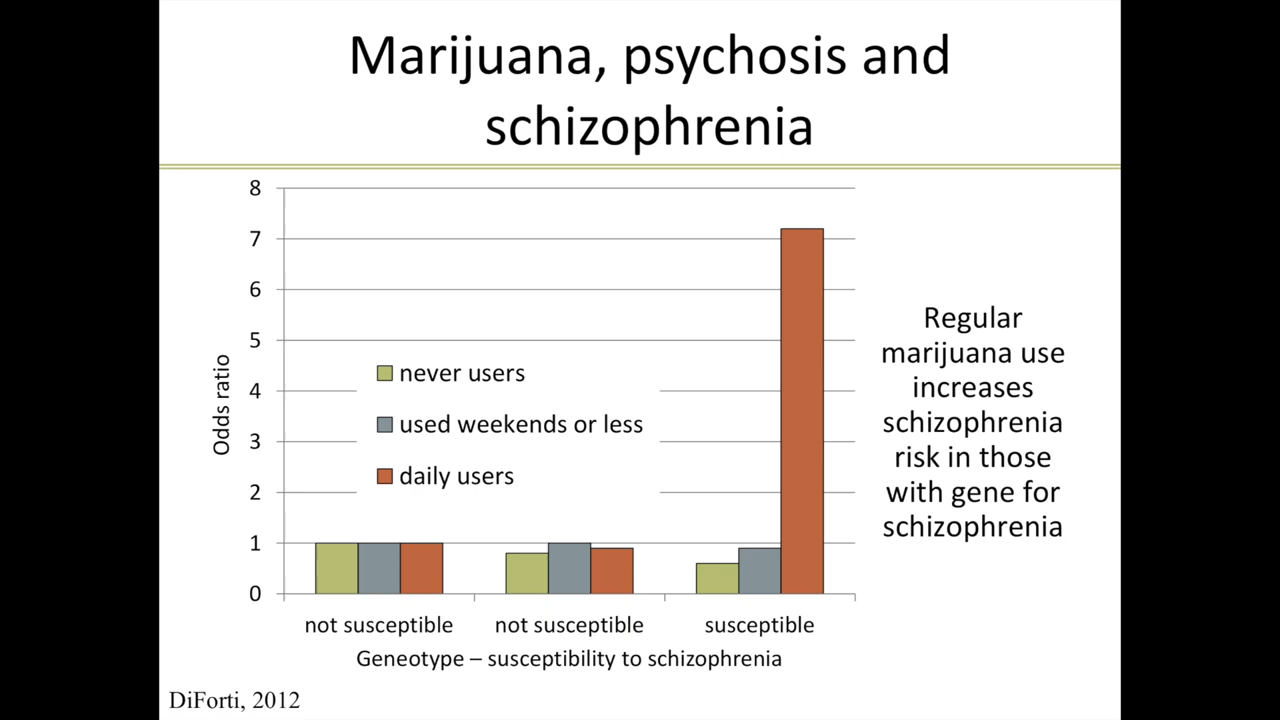 Marijuana, psychosis and
schizophrenia
8
7
6
5
4
3
2
1
0
Odds ratio
never users
used weekends or less
daily users
not susceptible
not susceptible
susceptible
Geneotype – susceptibility to schizophrenia
Regular
marijuana use
increases
schizophrenia
risk in those
with gene for
schizophrenia
DiForti, 2012